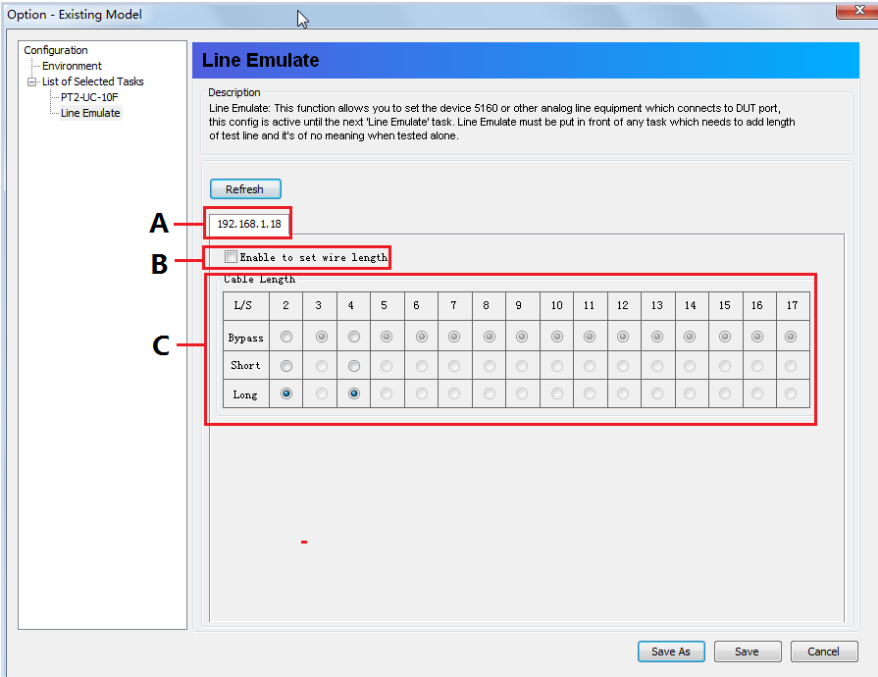 Option - Existing Model
Configuration
Environment
List of Selected Tasks
PT2-UC-10F
Line Emulate
Line Emulate
Description
Line Emulate: This function allows you to set the device 5160 or other analog line equipment which connects to DUT port,
this config is active until the next 'Line Emulate' task. Line Emulate must be put in front of any task which needs to add length
of test line and it's of no meaning when tested alone.
Refresh
A
192.168.1.18
B
Enable to set wire length
Cable Length
L/S 2 3 4 5 6 7 8 9 10 11 12 13 14 15 16 17
Bypass
C
Short
Long
Save As Save Cancel